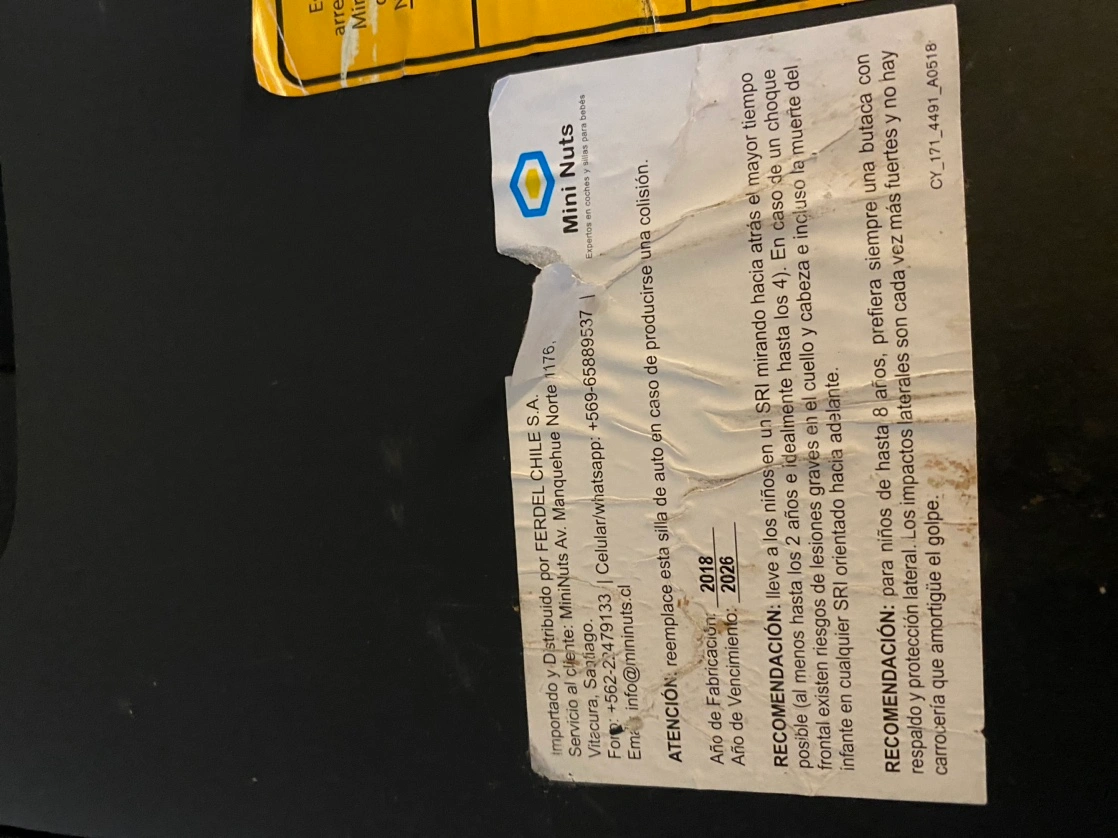 Importado y Distribuido por FERDEL CHILE S.A.
Servicio al cliente: MiniNuts Av. Manquehue Norte 1176,
Vitacura, Santiago.
Fono: +562-22479133 | Celular/whatsapp: +569-65889537 |
Email: info@mininuts.cl
Mini Nuts
Expertos en coches y sillas para bebés
ATENCIÓN: reemplace esta silla de auto en caso de producirse una colisión.
Año de Fabricación: 2018
Año de Vencimiento: 2026
RECOMENDACIÓN: lleve a los niños en un SRI mirando hacia atrás el mayor tiempo
posible (al menos hasta los 2 años e idealmente hasta los 4). En caso de un choque
frontal existen riesgos de lesiones graves en el cuello y cabeza e incluso la muerte del
infante en cualquier SRI orientado hacia adelante.
RECOMENDACIÓN: para niños de hasta 8 años, prefiera siempre una butaca con
respaldo y protección lateral. Los impactos laterales son cada vez más fuertes y no hay
carrocería que amortigüe el golpe.
CY_171_4491_A0518